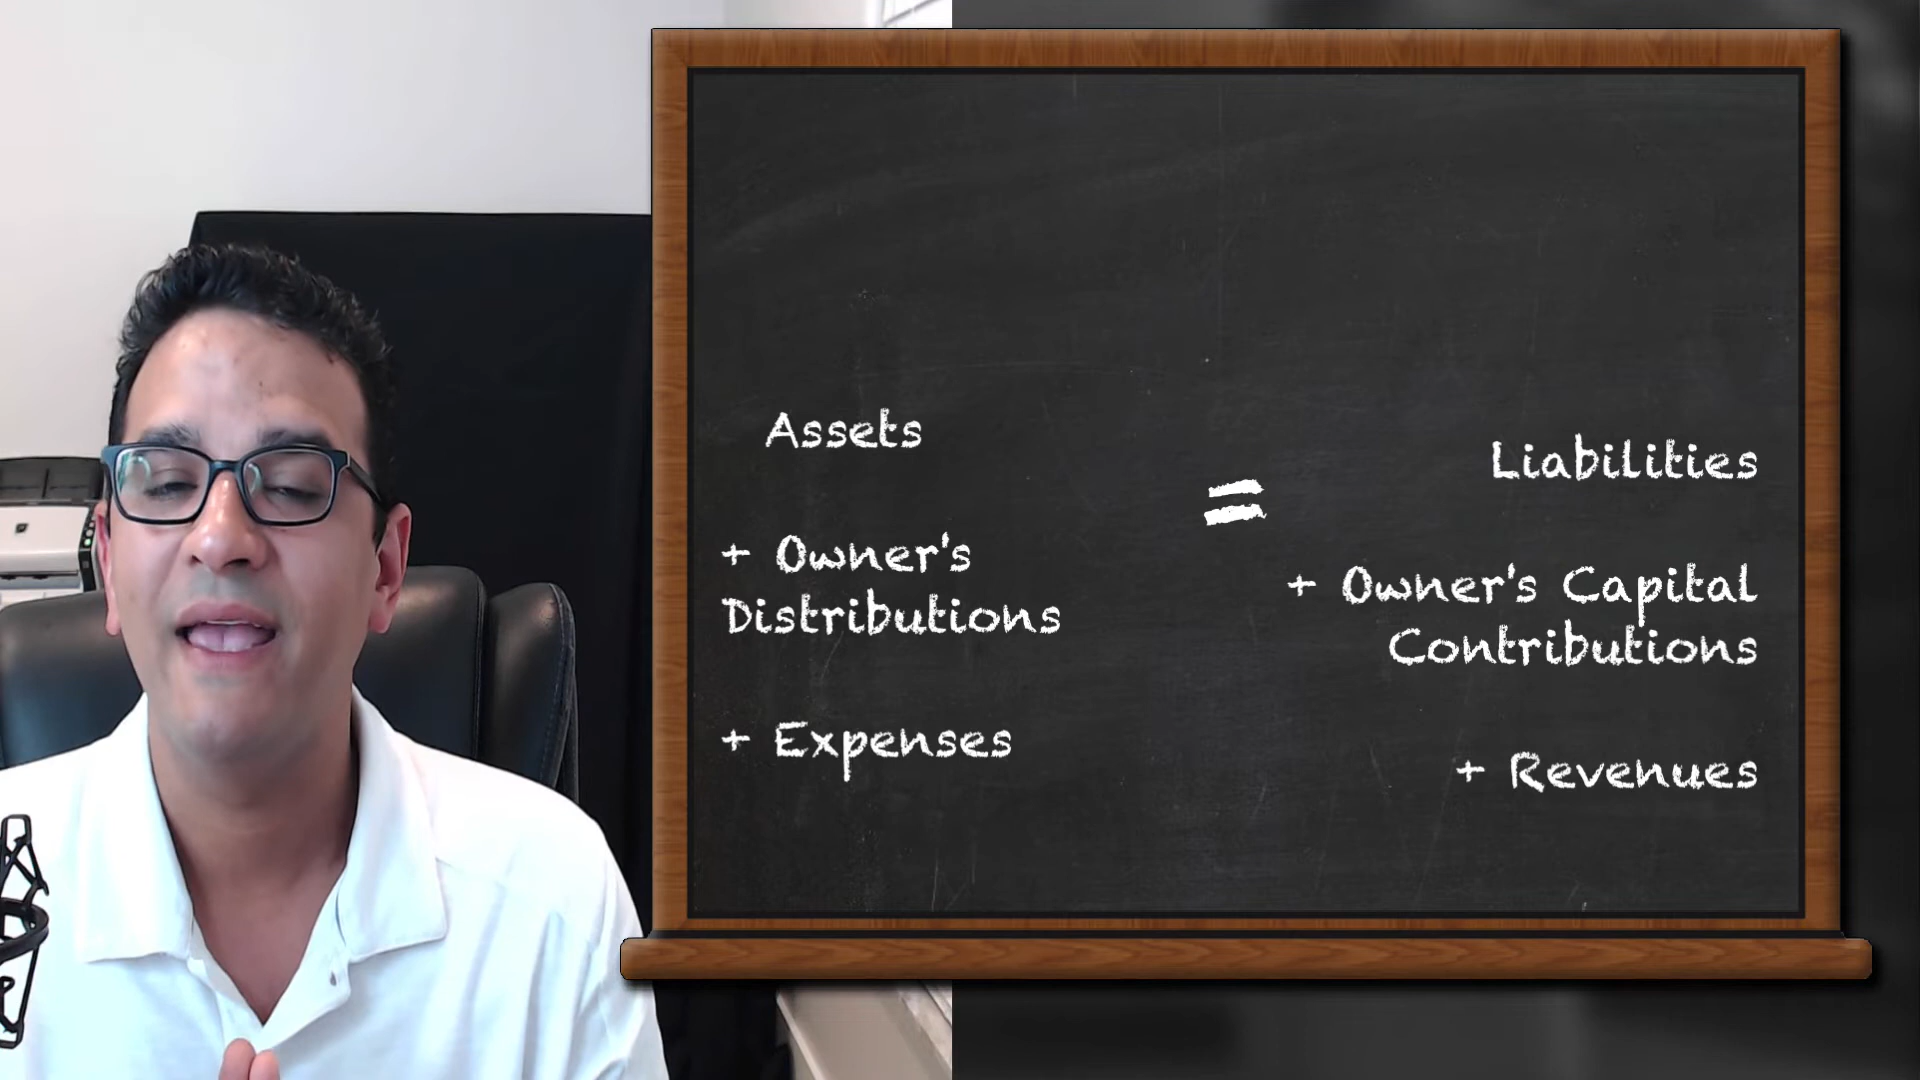 Assets
+ Owner's
Distributions
+ Expenses
=
Liabilities
+ Owner's Capital
Contributions
+ Revenues